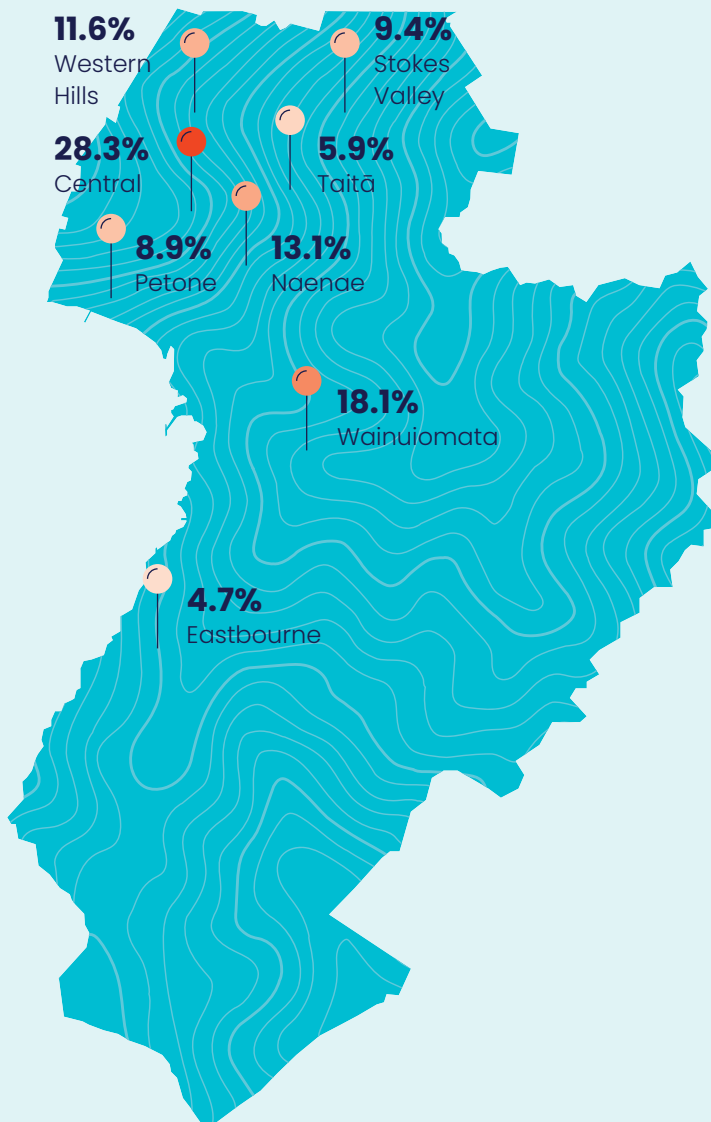 11.6%
Western
Hills
9.4%
Stokes
Valley
28.3%
Central
5.9%
Taitā
8.9%
Petone
13.1%
Naenae
18.1%
Wainuiomata
4.7%
Eastbourne